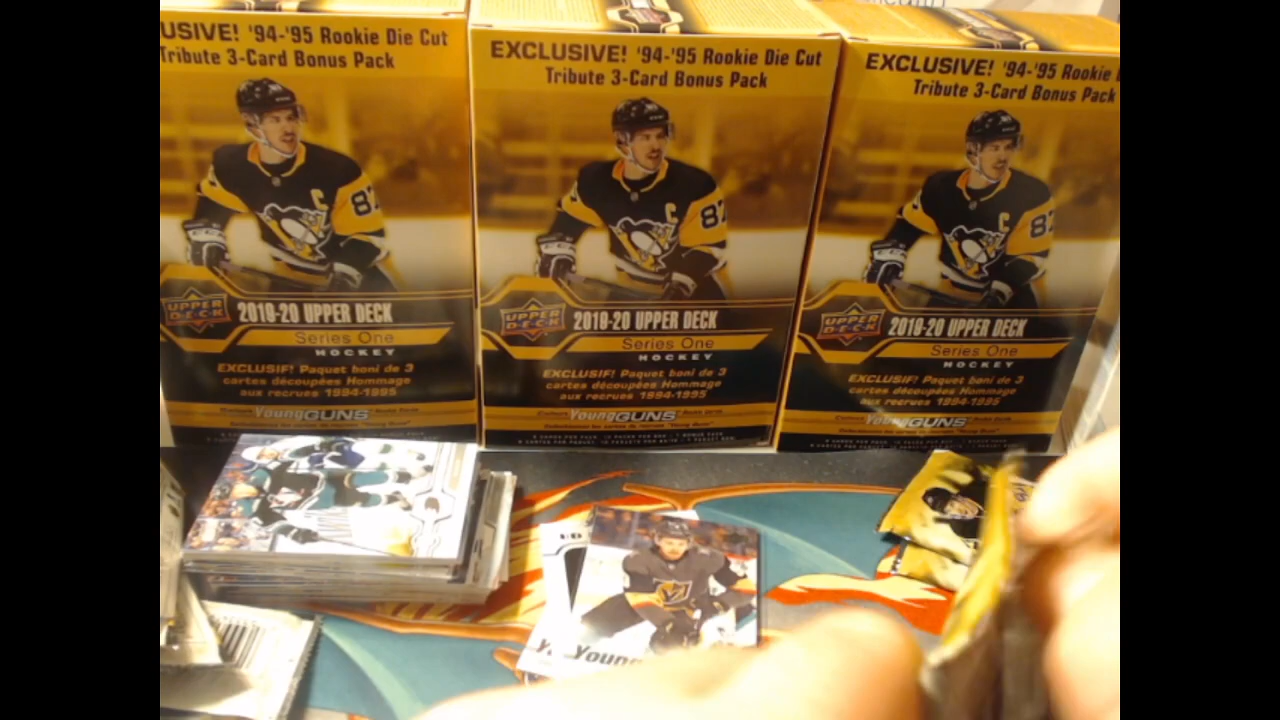 USIVE! '94-'95 Rookie Die Cut
Tribute 3-Card Bonus Pack
87
C
UPPER
D·E·C·K
2019-20 UPPER DECK
Series One
HOCKEY
EXCLUSIF! Paquet boni de 3
cartes découpées Hommage
aux recrues 1994-1995
Young GUNS
EXCLUSIVE! '94-'95 Rookie Die Cut
Tribute 3-Card Bonus Pack
87
C
UPPER
D·E·C·K
2019-20 UPPER DECK
Series One
HOCKEY
EXCLUSIF! Paquet boni de 3
cartes découpées Hommage
aux recrues 1994-1995
Young GUNS
EXCLUSIVE! '94-'95 Rookie
Tribute 3-Card Bonus Pack
87
C
UPPER
D·E·C·K
2019-20 UPPER DECK
Series One
HOCKEY
EXCLUSIF! Paquet boni de 3
cartes découpées Hommage
aux recrues 1994-1995
Young GUNS
Young